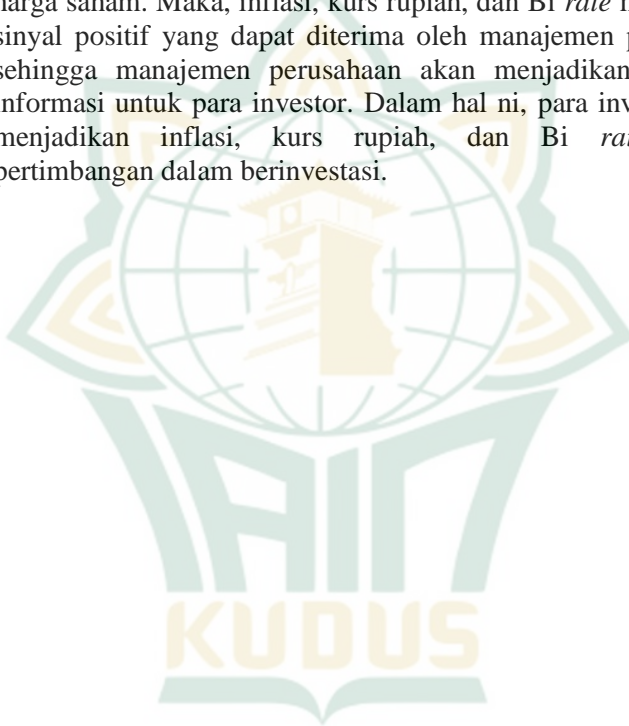 harga saham. Maka, inflasi, kurs rupiah, dan Bi rate
sinyal positif yang dapat diterima oleh manajemen
sehingga manajemen perusahaan akan menjadikan
informasi untuk para investor. Dalam hal ni, para
menjadikan inflasi, kurs rupiah, dan Bi
pertimbangan dalam berinvestasi.
IAIN
KUDUS